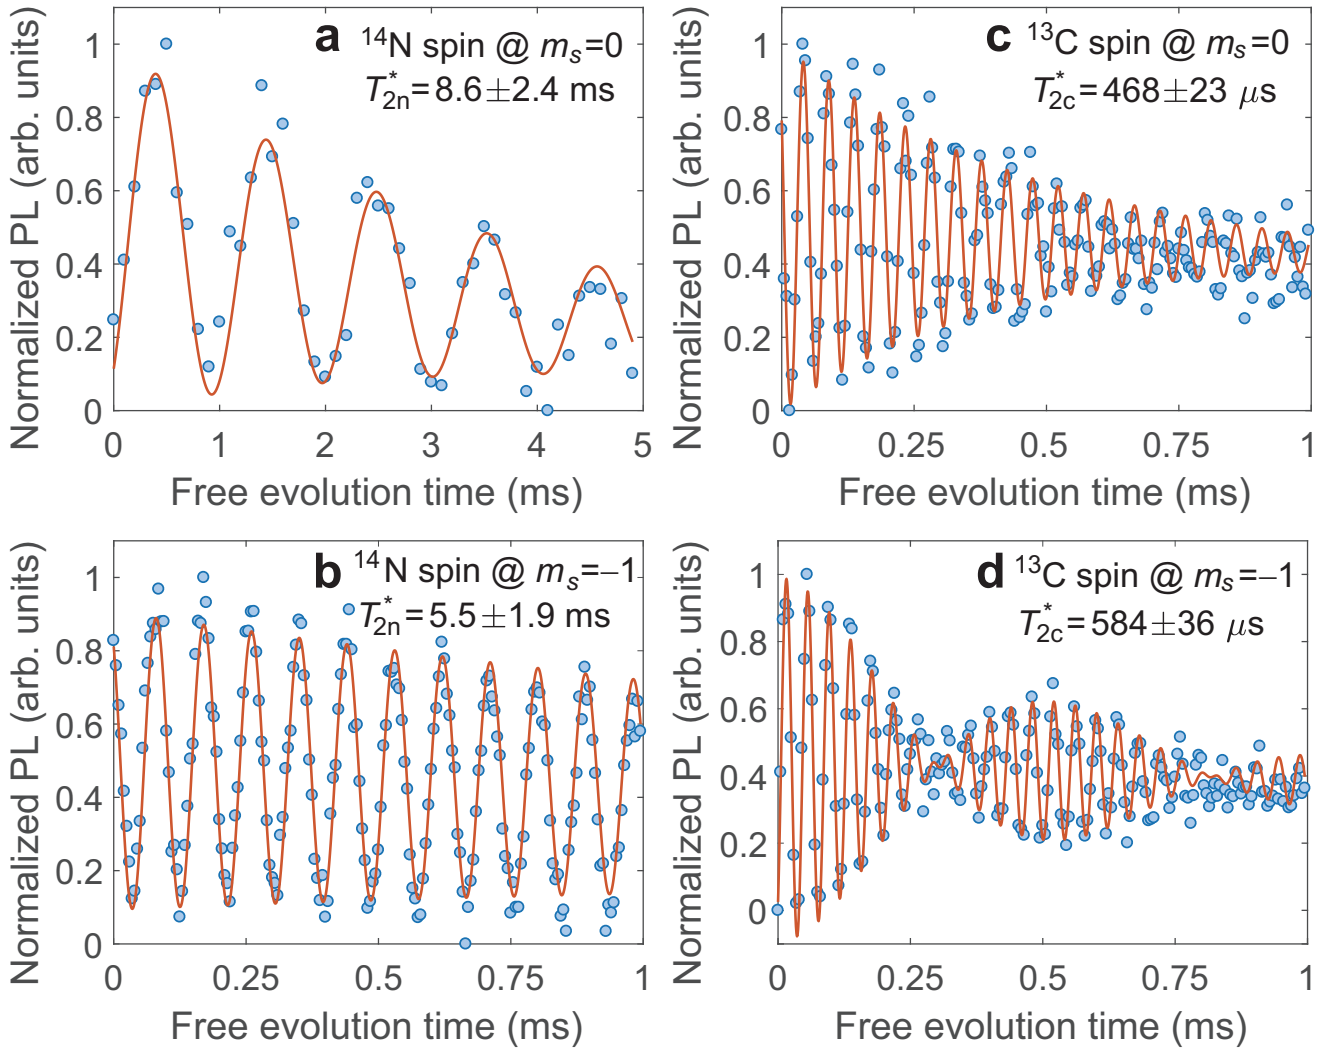 a ¹⁴N spin @ mₛ=0
T*₂ₙ=8.6±2.4 ms
Normalized PL (arb. units)
1
0.8
0.6
0.4
0.2
0
0 1 2 3 4 5
Free evolution time (ms)
c ¹³C spin @ mₛ=0
T*₂c=468±23 μs
Normalized PL (arb. units)
1
0.8
0.6
0.4
0.2
0
0 0.25 0.5 0.75 1
Free evolution time (ms)
b ¹⁴N spin @ mₛ=−1
T*₂ₙ=5.5±1.9 ms
Normalized PL (arb. units)
1
0.8
0.6
0.4
0.2
0
0 0.25 0.5 0.75 1
Free evolution time (ms)
d ¹³C spin @ mₛ=−1
T*₂c=584±36 μs
Normalized PL (arb. units)
1
0.8
0.6
0.4
0.2
0
0 0.25 0.5 0.75 1
Free evolution time (ms)